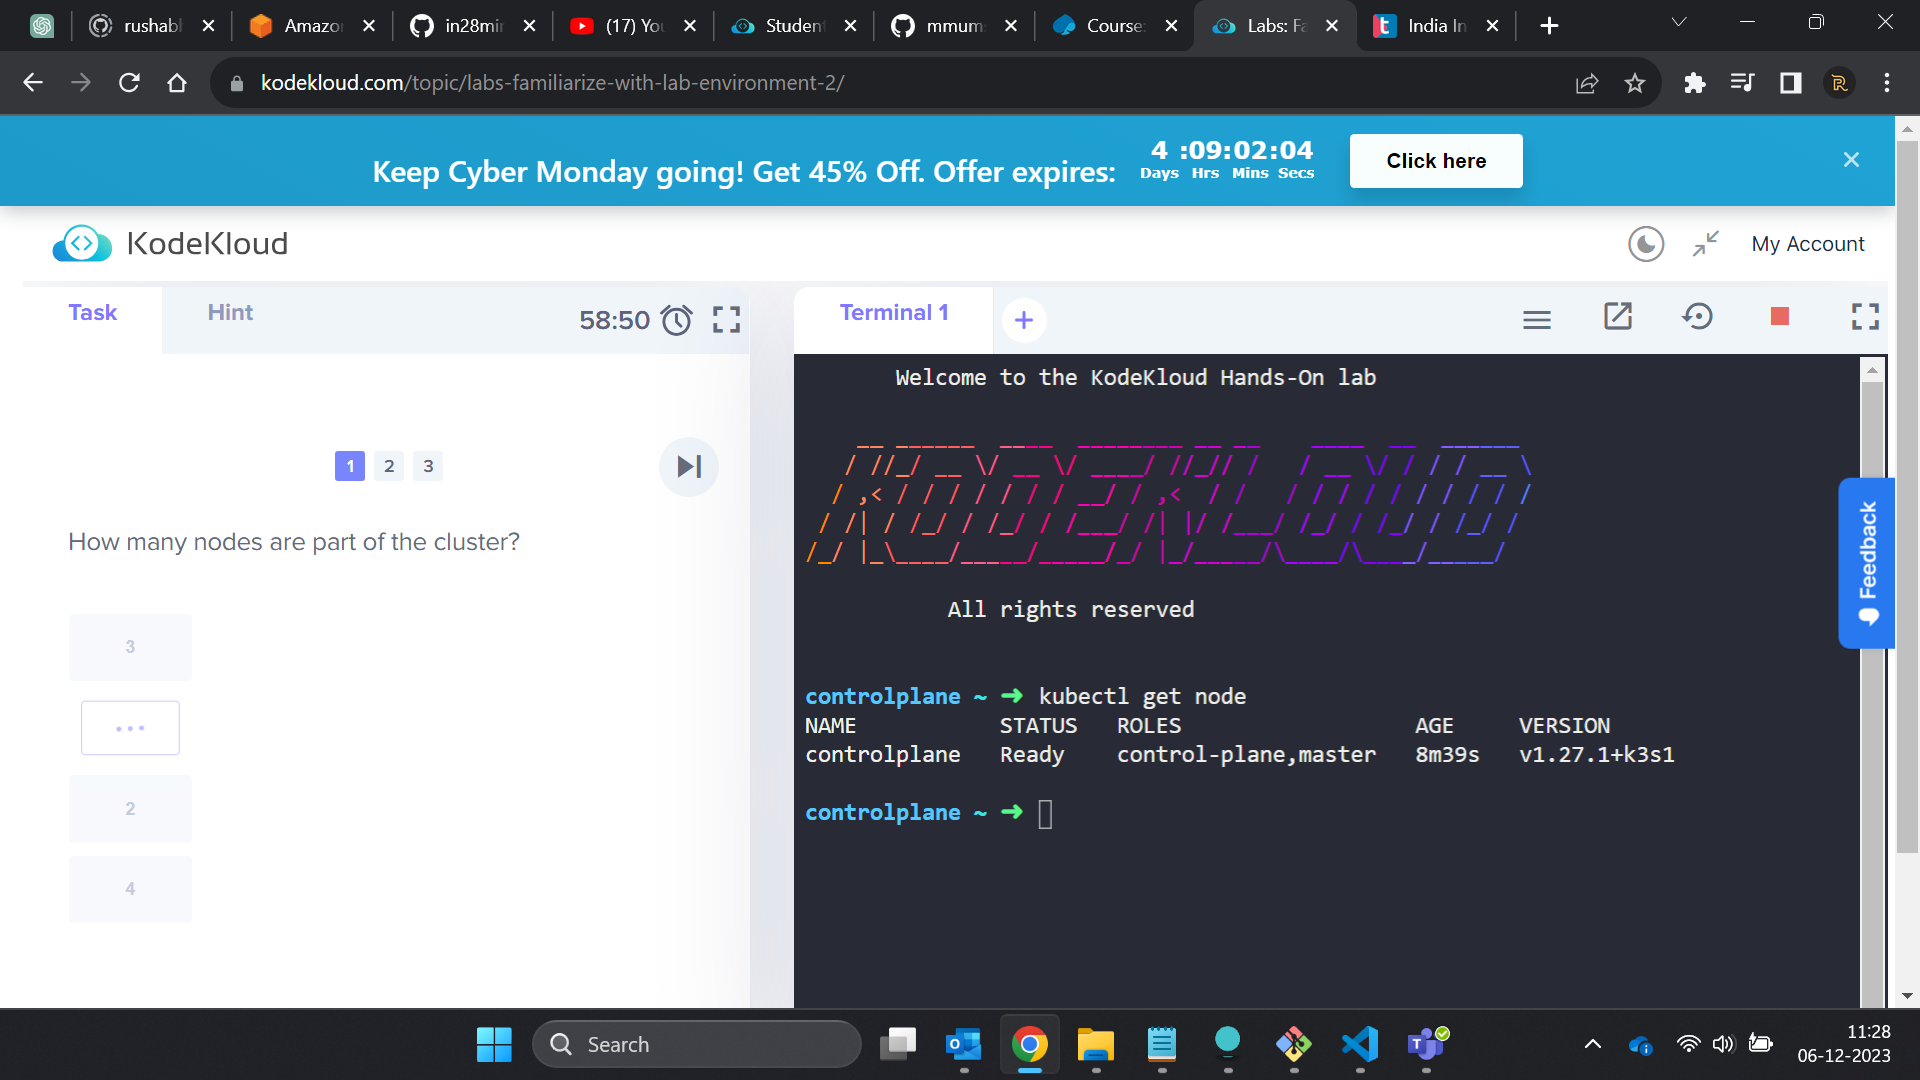 rushabl
Amazor
in28mir
(17) You
Student
mmums
Course:
Labs: Fa
India In
kodekloud.com/topic/labs-familiarize-with-lab-environment-2/
Keep Cyber Monday going! Get 45% Off. Offer expires:
4 :09:02:04
Days Hrs Mins Secs
Click here
KodeKloud
My Account
Task
Hint
58:50
Terminal 1
1 2 3
How many nodes are part of the cluster?
3
...
2
4
Welcome to the KodeKloud Hands-On lab
KODEKLOUD
All rights reserved
controlplane ~ ➜ kubectl get node
NAME STATUS ROLES AGE VERSION
controlplane Ready control-plane,master 8m39s v1.27.1+k3s1
controlplane ~ ➜
Feedback
Search
11:28
06-12-2023